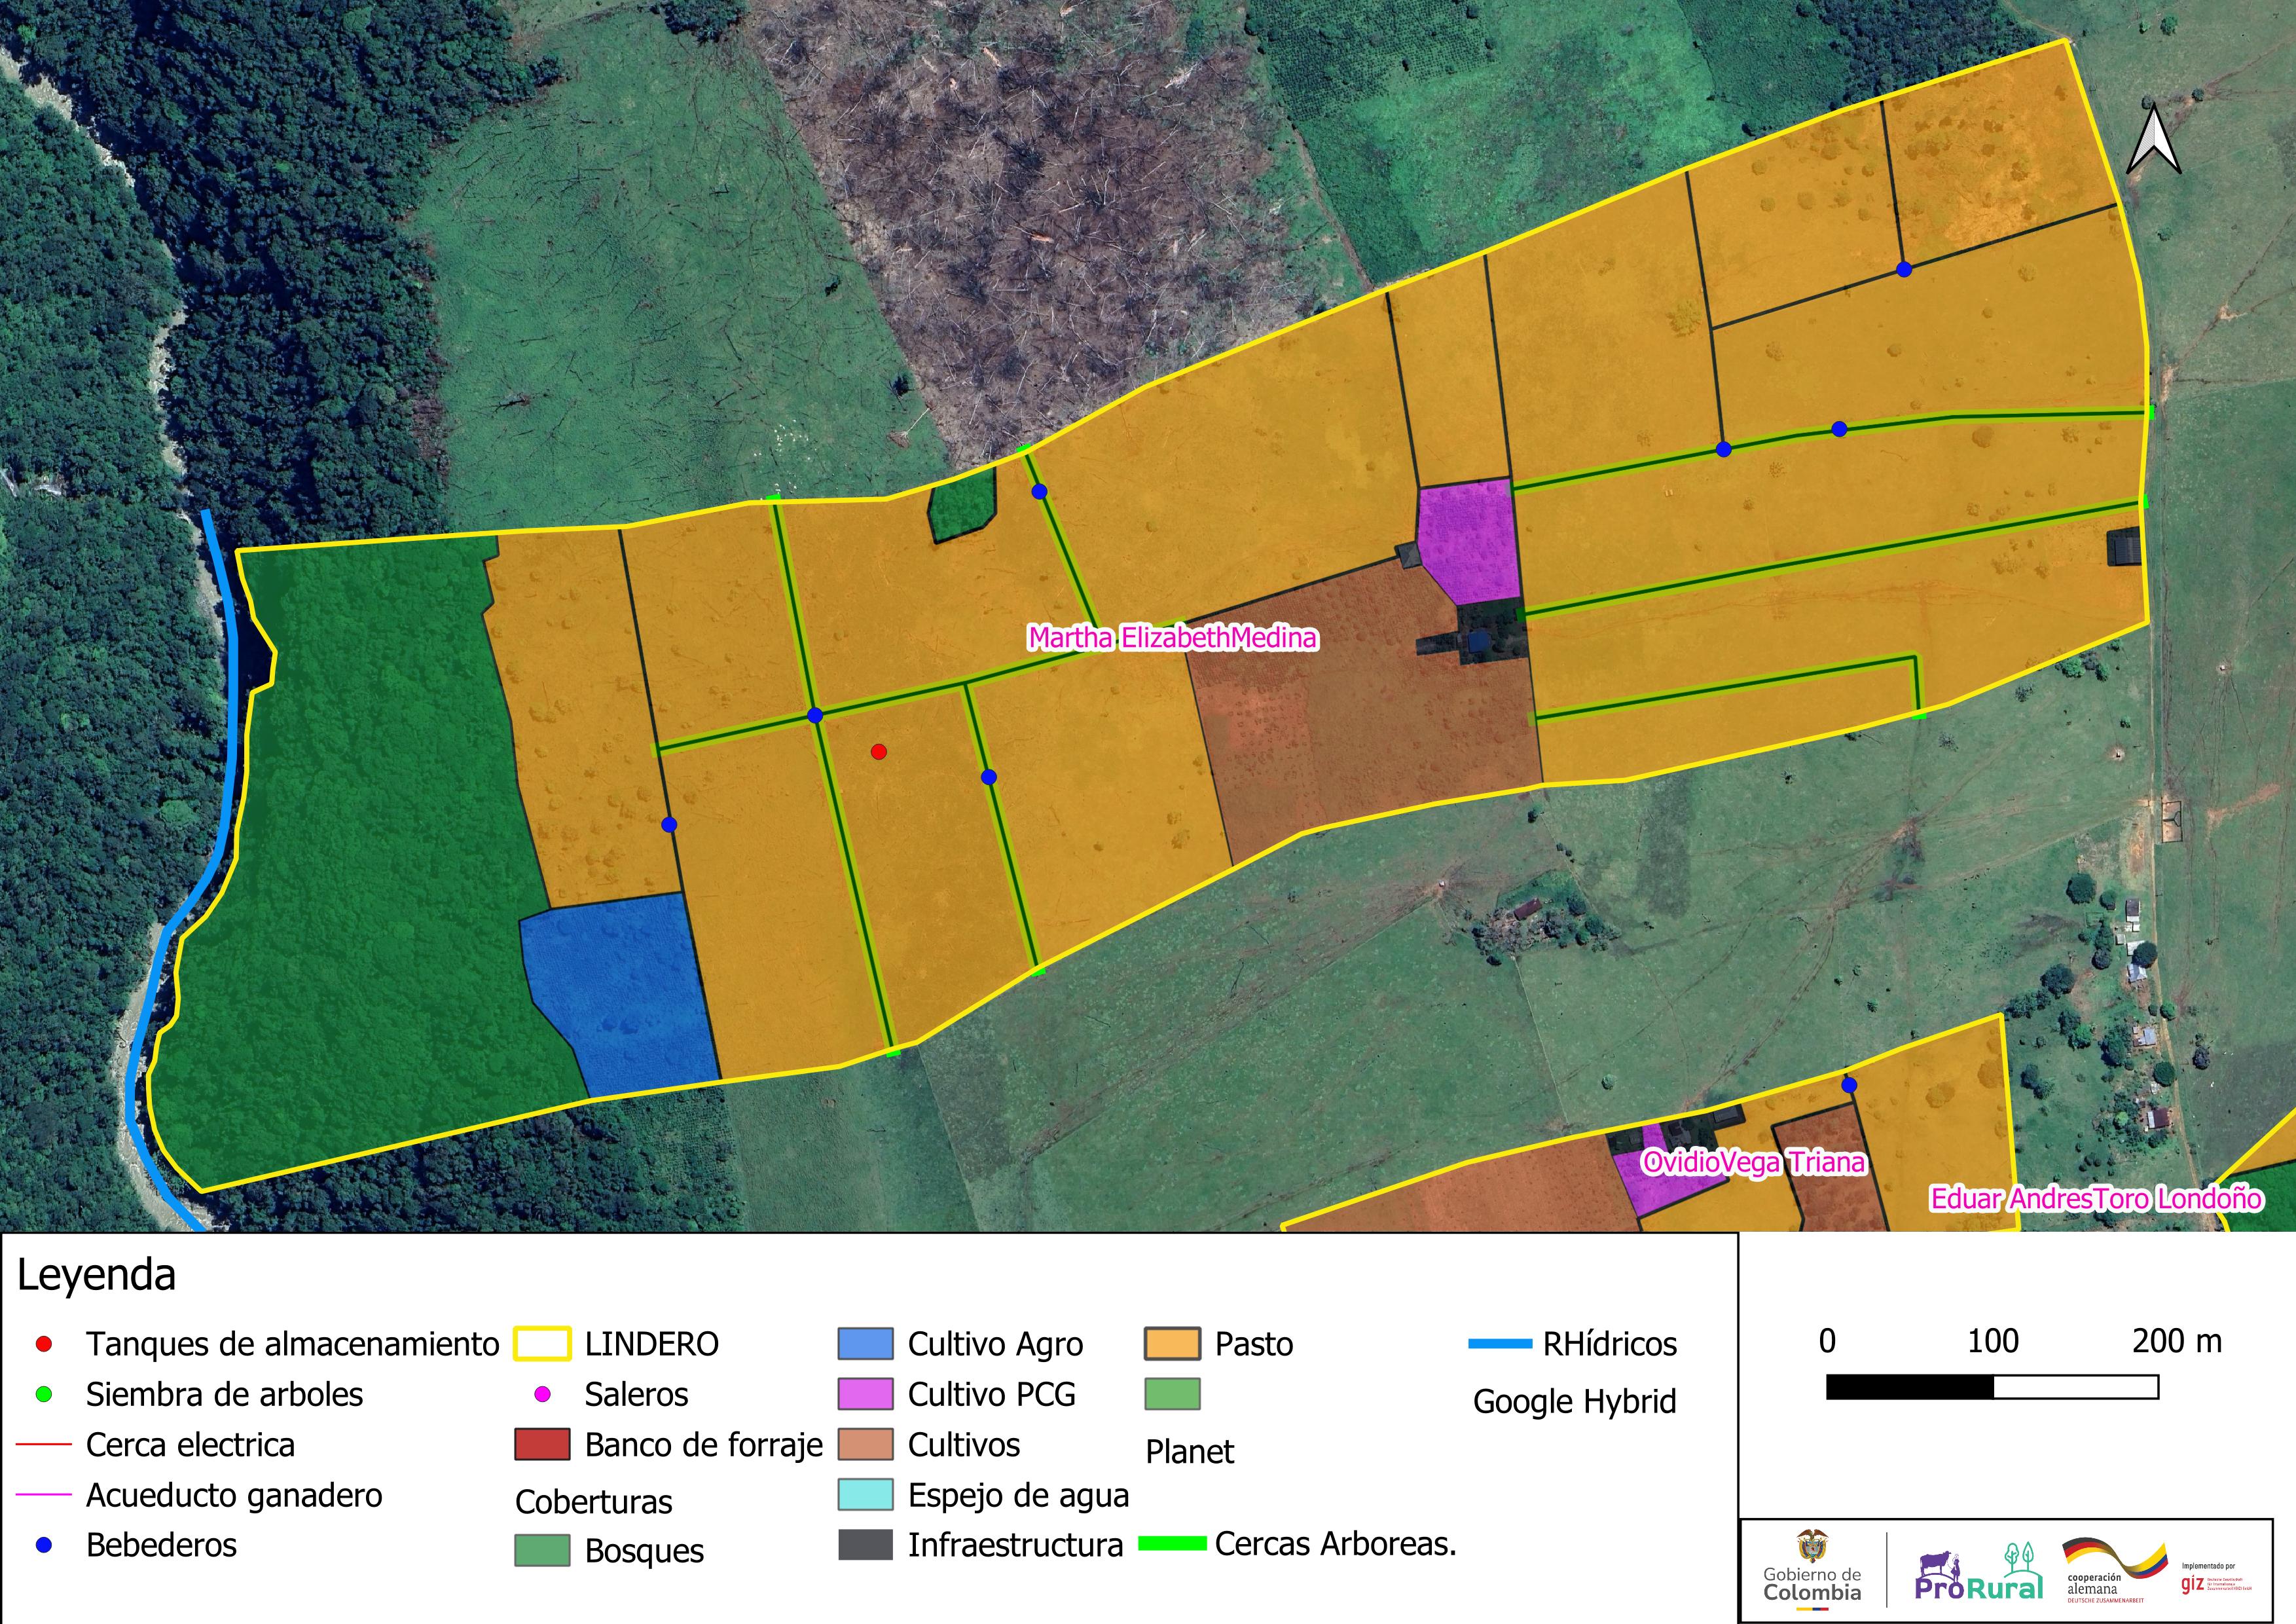 Martha ElizabethMedina
OvidioVega Triana
Eduar AndresToro Londoño
Leyenda
Tanques de almacenamiento
Siembra de arboles
Cerca electrica
Acueducto ganadero
Bebederos
LINDERO
Saleros
Banco de forraje
Coberturas
Bosques
Cultivo Agro
Cultivo PCG
Cultivos
Espejo de agua
Infraestructura
Pasto
Planet
Cercas Arboreas.
RHídricos
Google Hybrid
0 100 200 m
Gobierno de
Colombia
ProRural
cooperación
alemana
DEUTSCHE ZUSAMMENARBEIT
Implementado por
giz